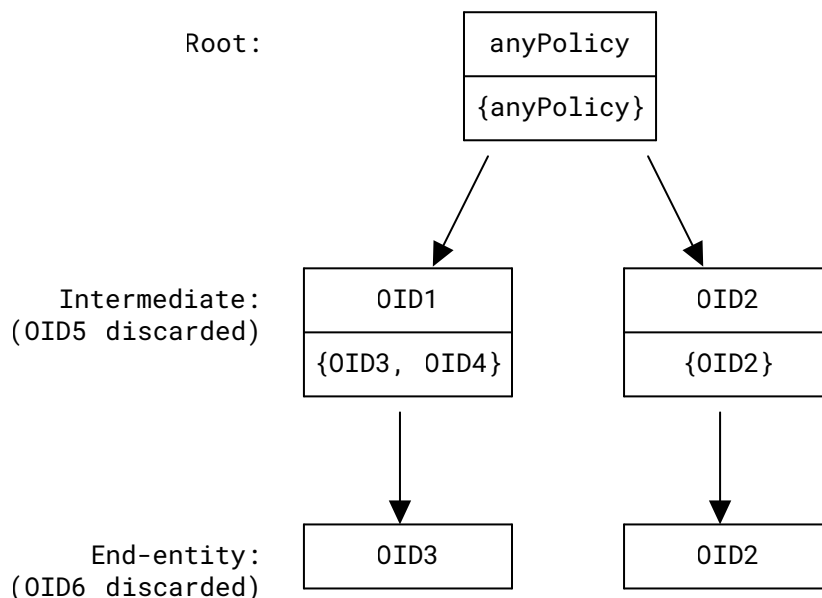 Root:
anyPolicy
{anyPolicy}
Intermediate:
(OID5 discarded)
OID1
{OID3, OID4}
OID2
{OID2}
End-entity:
(OID6 discarded)
OID3
OID2